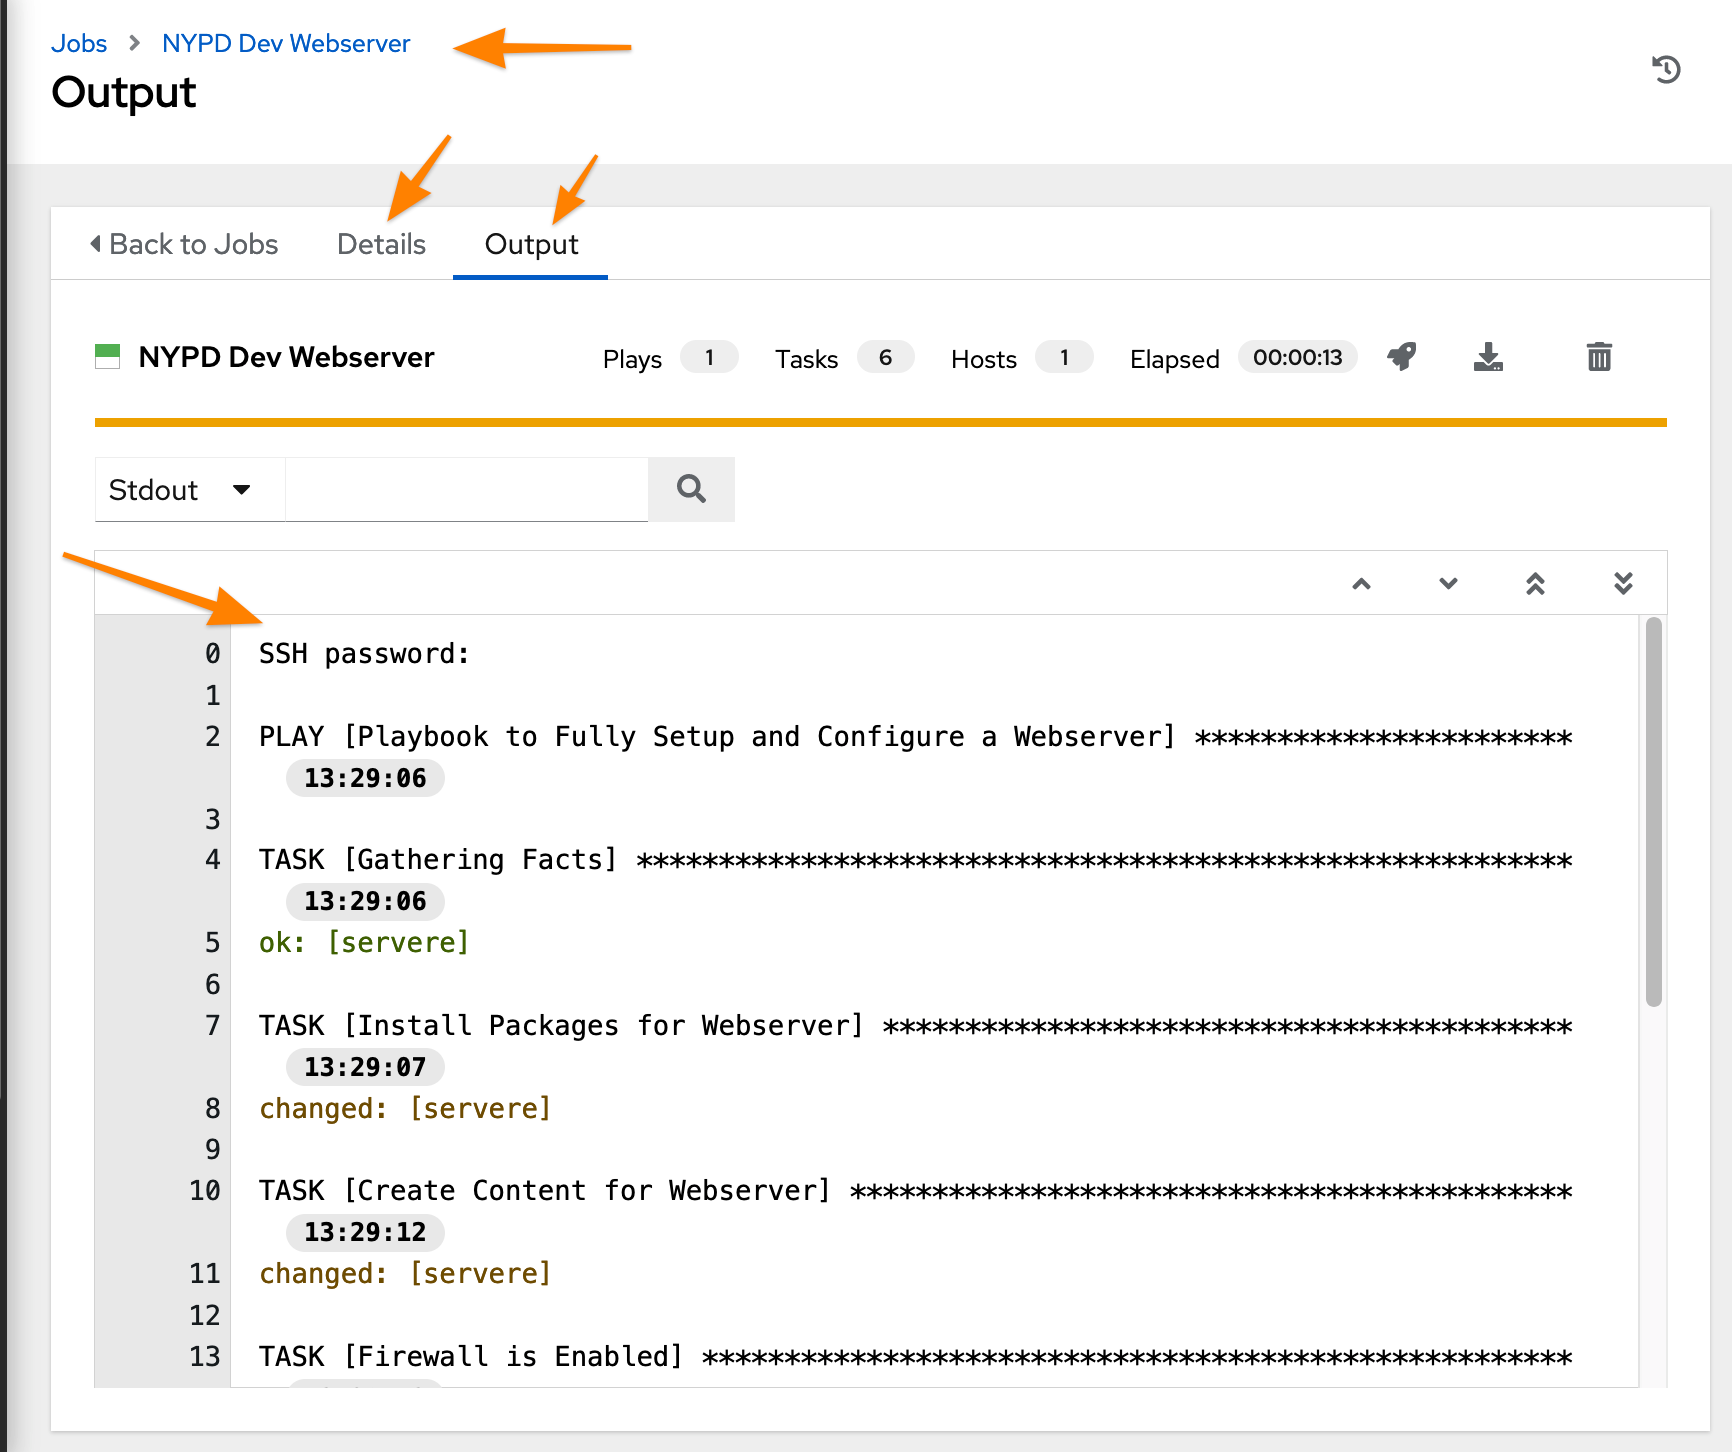 Jobs > NYPD Dev Webserver
Output
Back to Jobs Details Output
NYPD Dev Webserver Plays 1 Tasks 6 Hosts 1 Elapsed 00:00:13
Stdout
0 SSH password:
1
2 PLAY [Playbook to Fully Setup and Configure a Webserver] ***********************
13:29:06
3
4 TASK [Gathering Facts] *********************************************************
13:29:06
5 ok: [servere]
6
7 TASK [Install Packages for Webserver] ******************************************
13:29:07
8 changed: [servere]
9
10 TASK [Create Content for Webserver] ********************************************
13:29:12
11 changed: [servere]
12
13 TASK [Firewall is Enabled] *****************************************************